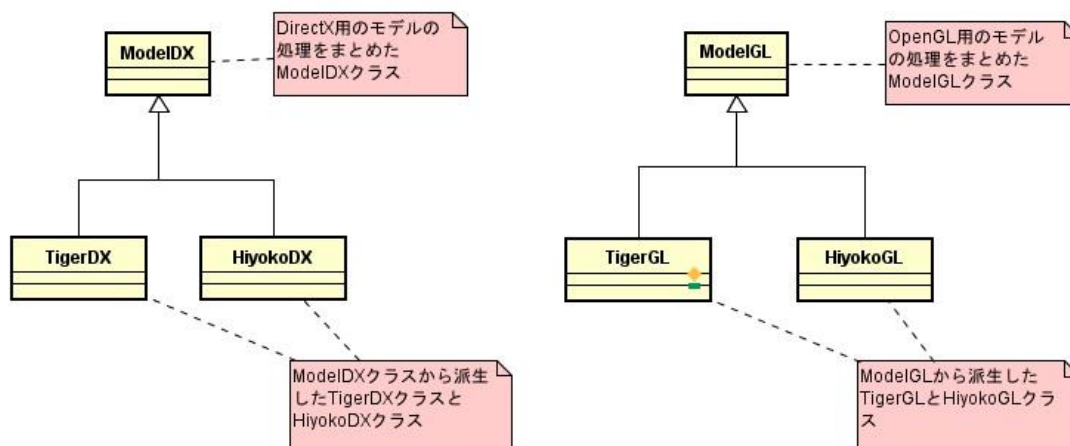 ModelDX
DirectX用のモデルの
処理をまとめた
ModelDXクラス
TigerDX
HiyokoDX
ModelDXクラスから派生
したTigerDXクラスと
HiyokoDXクラス
ModelGL
OpenGL用のモデル
の処理をまとめた
ModelGLクラス
TigerGL
HiyokoGL
ModelGLから派生した
TigerGLとHiyokoGLクラ
ス